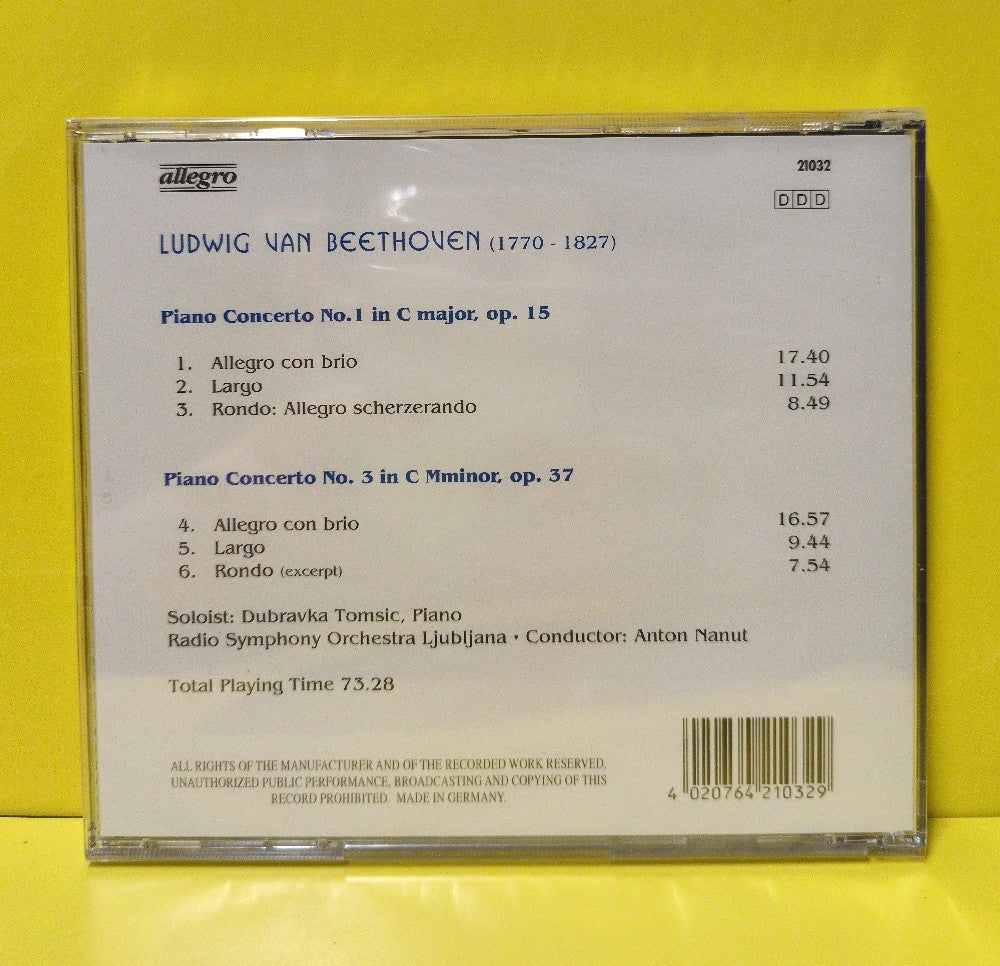 allegro
21032
DDD
LUDWIG VAN BEETHOVEN (1770 - 1827)
Piano Concerto No.1 in C major, op. 15
1. Allegro con brio 17.40
2. Largo 11.54
3. Rondo: Allegro scherzerando 8.49
Piano Concerto No. 3 in C Mminor, op. 37
4. Allegro con brio 16.57
5. Largo 9.44
6. Rondo (excerpt) 7.54
Soloist: Dubravka Tomsic, Piano
Radio Symphony Orchestra Ljubljana • Conductor: Anton Nanut
Total Playing Time 73.28
ALL RIGHTS OF THE MANUFACTURER AND OF THE RECORDED WORK RESERVED.
UNAUTHORIZED PUBLIC PERFORMANCE, BROADCASTING AND COPYING OF THIS
RECORD PROHIBITED. MADE IN GERMANY.
4 020764 210329